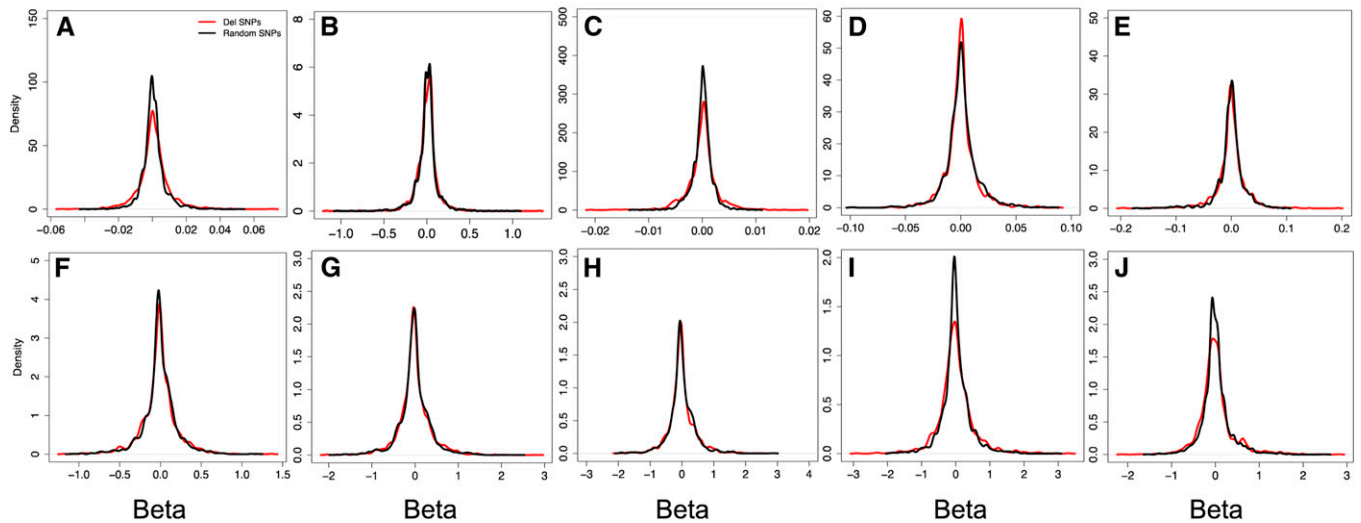 A
Del SNPs
Random SNPs
Density
0 50 100 150
−0.06 −0.02 0.02 0.06
B
0 2 4 6 8
−1.0 −0.5 0.0 0.5 1.0
C
0 100 200 300 400 500
−0.02 −0.01 0.00 0.01 0.02
D
0 10 20 30 40 50 60
−0.10 −0.05 0.00 0.05 0.10
E
0 10 20 30 40 50
−0.2 −0.1 0.0 0.1 0.2
F
Density
0 1 2 3 4 5
−1.0 −0.5 0.0 0.5 1.0 1.5
Beta
G
0.0 0.5 1.0 1.5 2.0 2.5 3.0
−2 −1 0 1 2 3
Beta
H
0.0 0.5 1.0 1.5 2.0 2.5 3.0
−3 −2 −1 0 1 2 3 4
Beta
I
0.0 0.5 1.0 1.5 2.0
−3 −2 −1 0 1 2 3
Beta
J
0.0 0.5 1.0 1.5 2.0 2.5 3.0
−2 −1 0 1 2 3
Beta